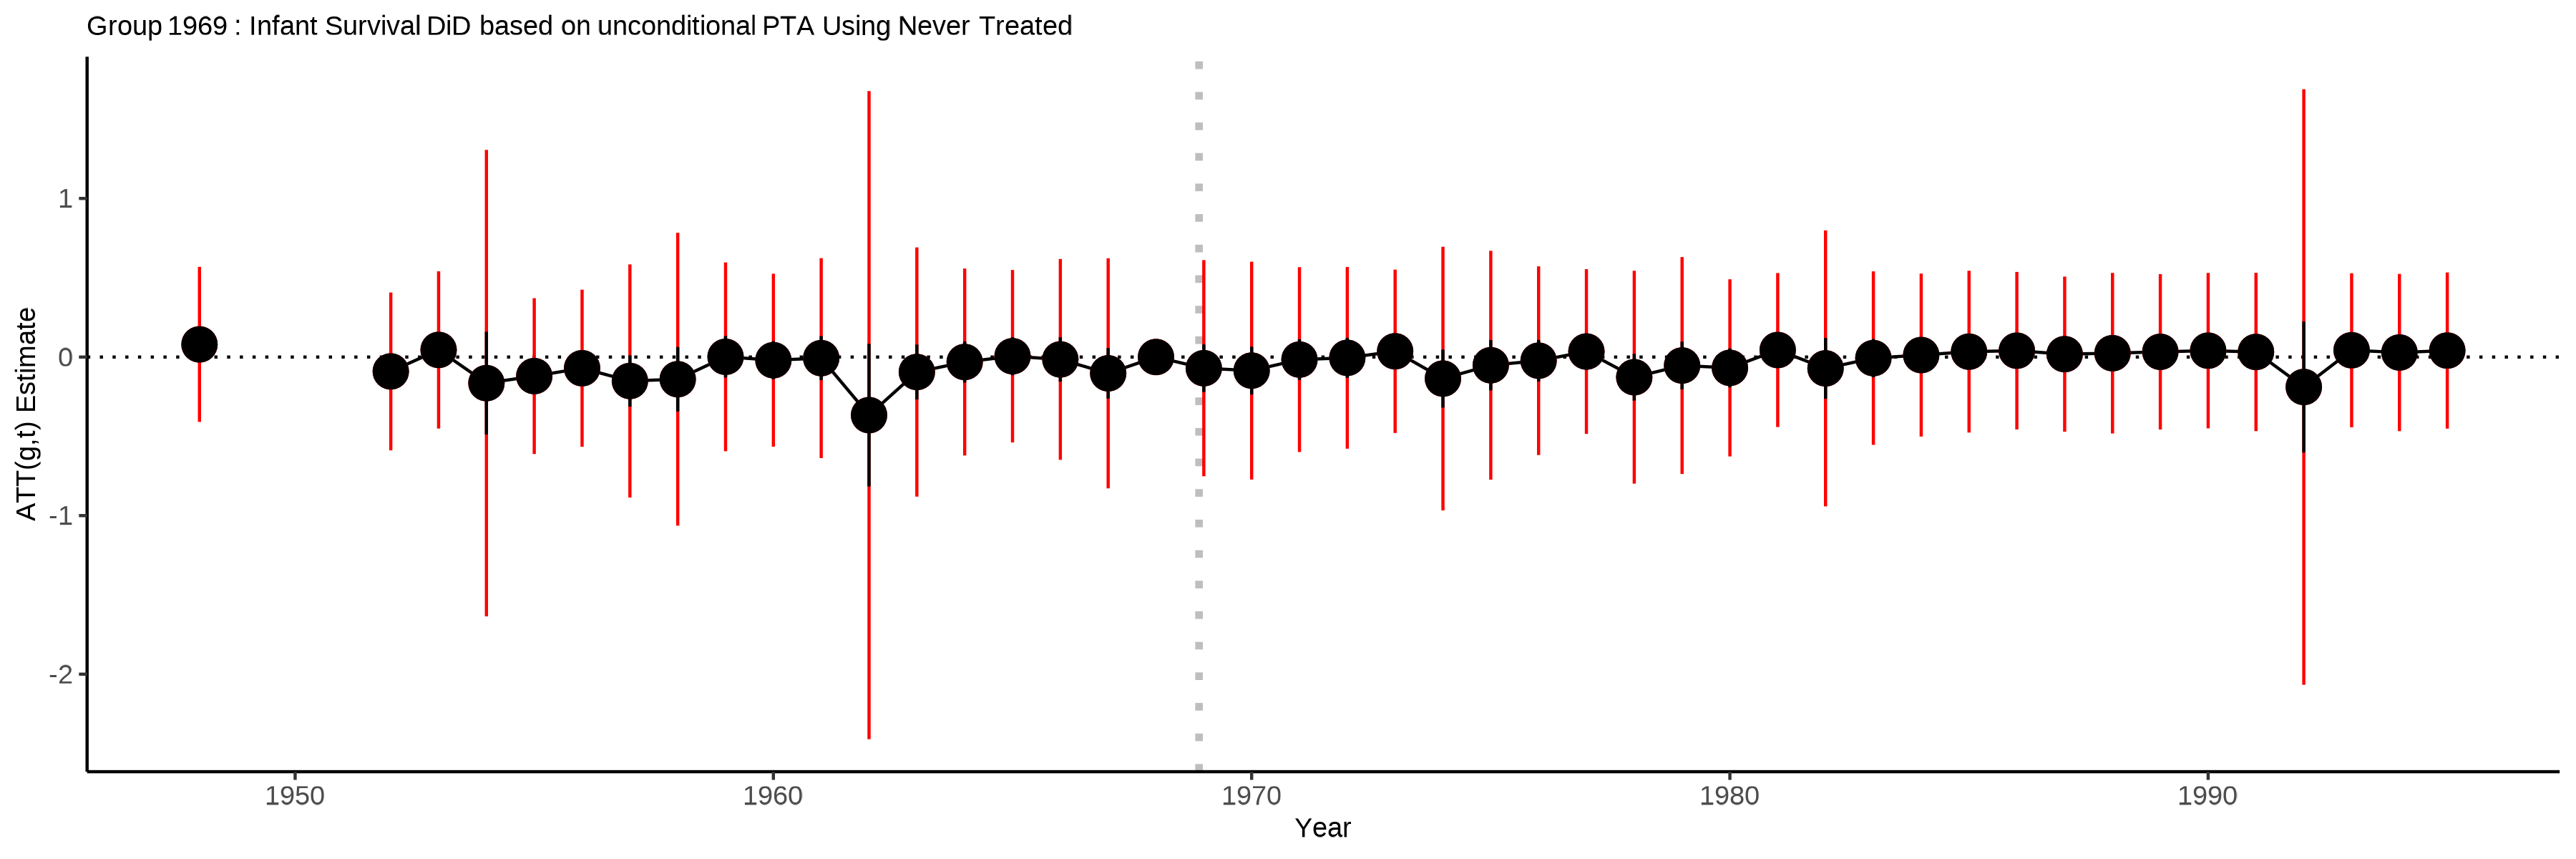 Group 1969 : Infant Survival DiD based on unconditional PTA Using Never Treated
ATT(g,t) Estimate
1
0
-1
-2
1950 1960 1970 1980 1990
Year